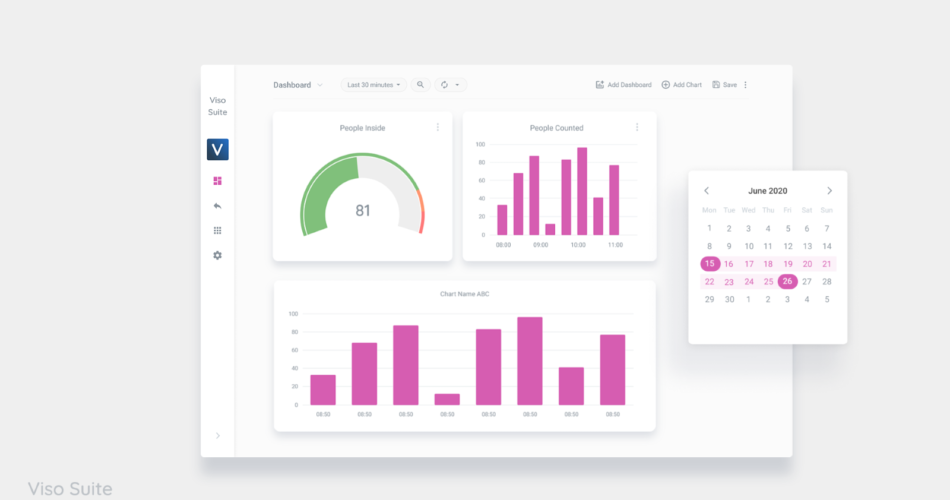 Dashboard
Last 30 minutes
Add Dashboard
Add Chart
Save
Viso
Suite
V
People Inside
81
People Counted
100
80
60
40
20
0
08:00 09:00 10:00 11:00
June 2020
Mon Tue Wed Thu Fri Sat Sun
1 2 3 4 5 6 7
8 9 10 11 12 13 14
15 16 17 18 19 20 21
22 23 24 25 26 27 28
29 30 1 2 3 4 5
Chart Name ABC
100
80
60
40
20
0
08:50 08:50 08:50 08:50 08:50 08:50 08:50 08:50
Viso Suite